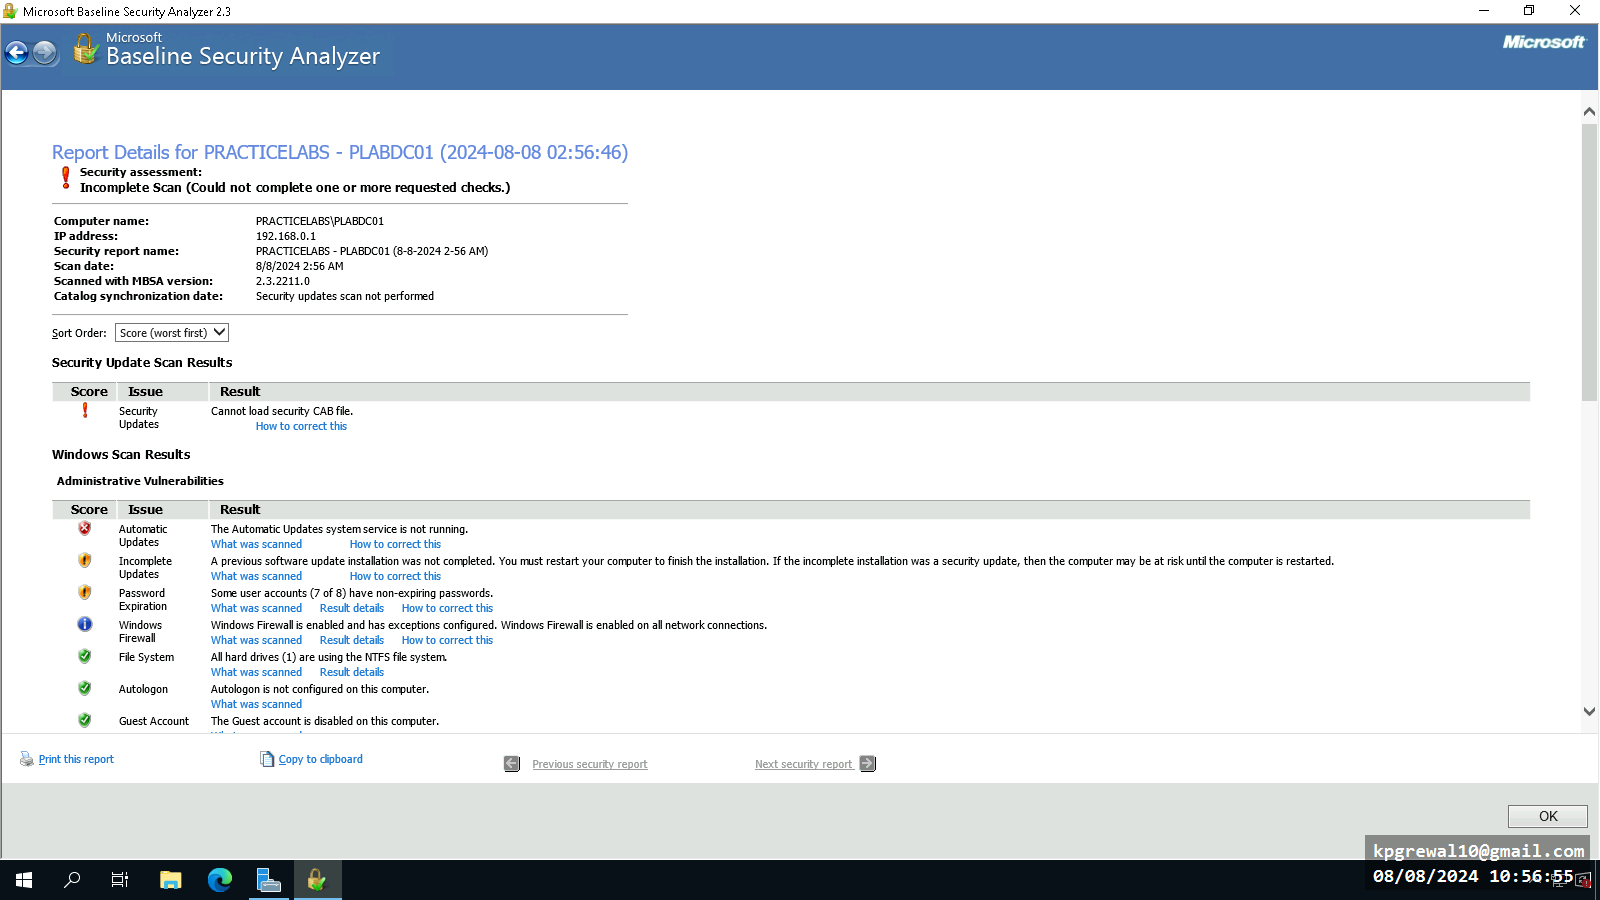 Microsoft Baseline Security Analyzer 2.3
Microsoft
Baseline Security Analyzer
Microsoft
Report Details for PRACTICELABS - PLABDC01 (2024-08-08 02:56:46)
Security assessment:
Incomplete Scan (Could not complete one or more requested checks.)
Computer name: PRACTICELABS\PLABDC01
IP address: 192.168.0.1
Security report name: PRACTICELABS - PLABDC01 (8-8-2024 2-56 AM)
Scan date: 8/8/2024 2:56 AM
Scanned with MBSA version: 2.3.2211.0
Catalog synchronization date: Security updates scan not performed
Sort Order: Score (worst first)
Security Update Scan Results
Score Issue Result
Security Updates Cannot load security CAB file.
How to correct this
Windows Scan Results
Administrative Vulnerabilities
Score Issue Result
Automatic Updates The Automatic Updates system service is not running.
What was scanned How to correct this
Incomplete Updates A previous software update installation was not completed. You must restart your computer to finish the installation. If the incomplete installation was a security update, then the computer may be at risk until the computer is restarted.
What was scanned How to correct this
Password Expiration Some user accounts (7 of 8) have non-expiring passwords.
What was scanned Result details How to correct this
Windows Firewall Windows Firewall is enabled and has exceptions configured. Windows Firewall is enabled on all network connections.
What was scanned Result details How to correct this
File System All hard drives (1) are using the NTFS file system.
What was scanned Result details
Autologon Autologon is not configured on this computer.
What was scanned
Guest Account The Guest account is disabled on this computer.
Print this report Copy to clipboard Previous security report Next security report
OK
kpgrewal10@gmail.com
08/08/2024 10:56:55